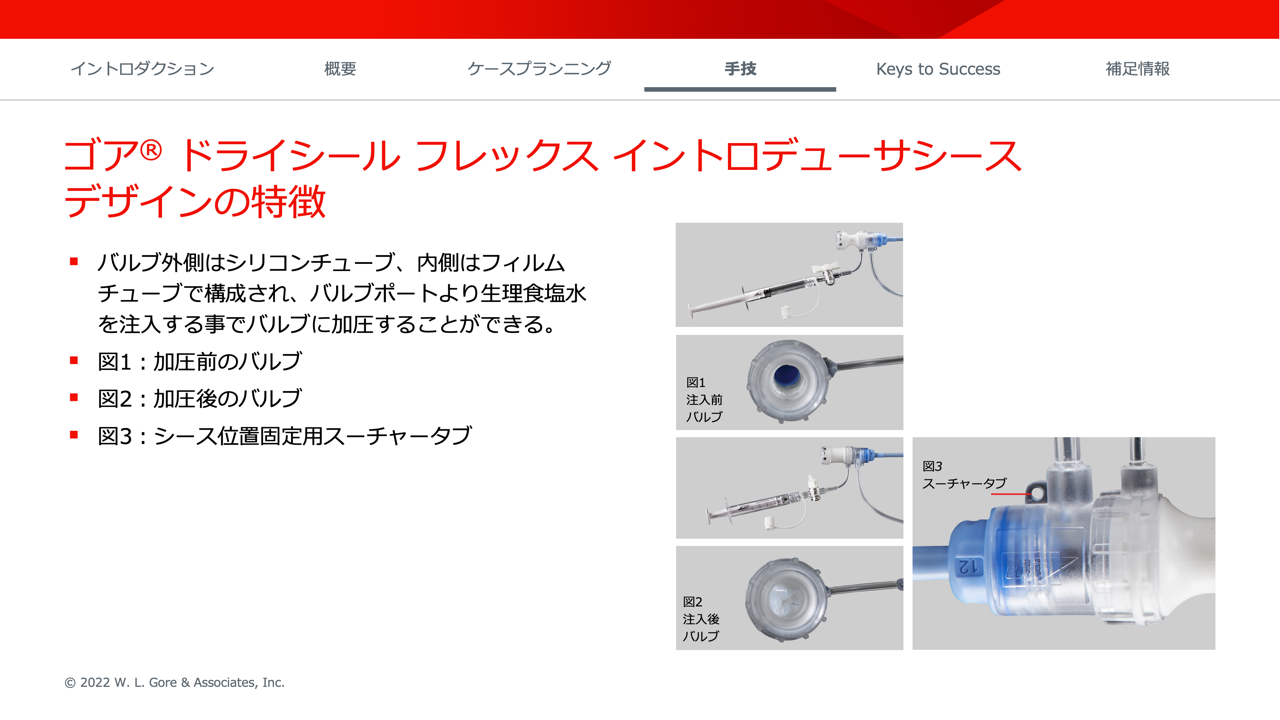 イントロダクション
概要
ケースプランニング
手技
Keys to Success
補足情報
ゴア® ドライシール フレックス イントロデューサシース
デザインの特徴
▪ バルブ外側はシリコンチューブ、内側はフィルム
チューブで構成され、バルブポートより生理食塩水
を注入する事でバルブに加圧することができる。
▪ 図1：加圧前のバルブ
▪ 図2：加圧後のバルブ
▪ 図3：シース位置固定用スーチャータブ
図1
注入前
バルブ
図2
注入後
バルブ
図3
スーチャータブ
12
© 2022 W. L. Gore & Associates, Inc.